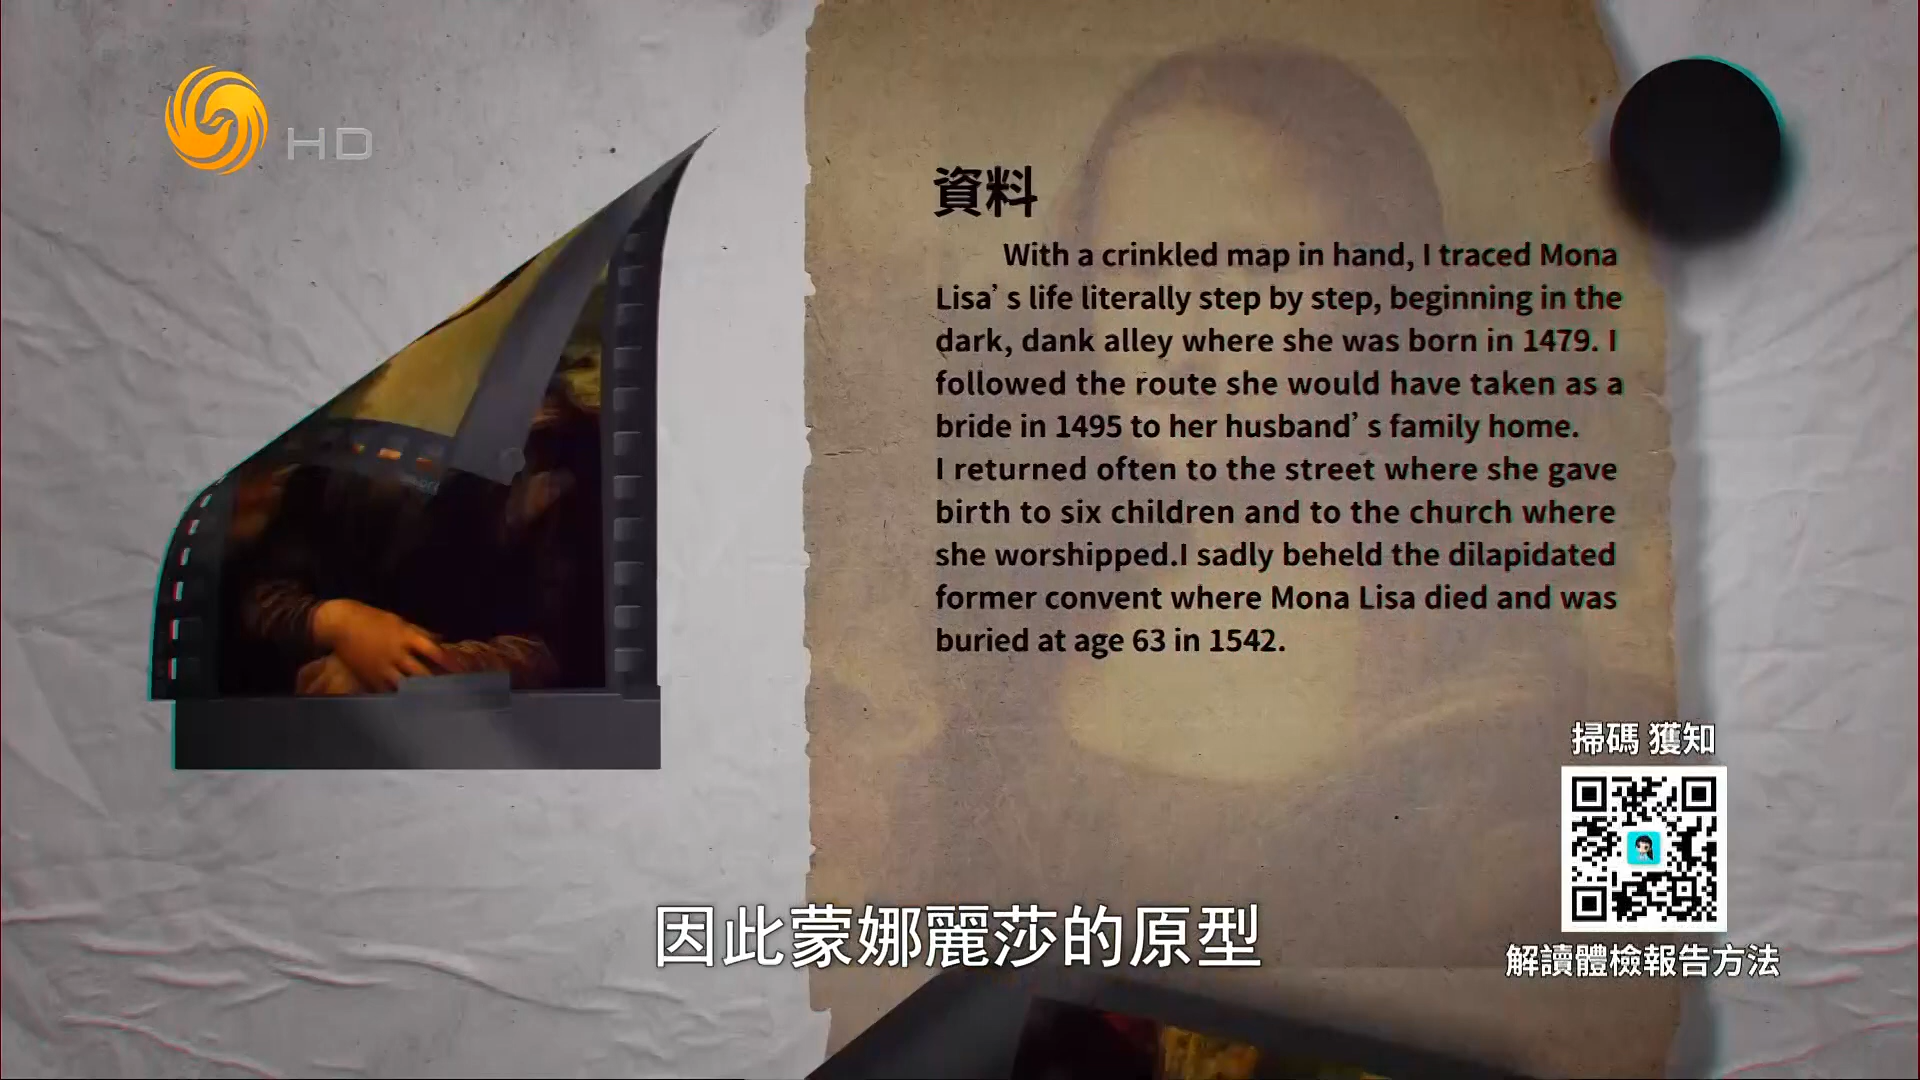 HD
資料
With a crinkled map in hand, I traced Mona
Lisa’s life literally step by step, beginning in the
dark, dank alley where she was born in 1479. I
followed the route she would have taken as a
bride in 1495 to her husband’s family home.
I returned often to the street where she gave
birth to six children and to the church where
she worshipped.I sadly beheld the dilapidated
former convent where Mona Lisa died and was
buried at age 63 in 1542.
掃碼 獲知
解讀體檢報告方法
因此蒙娜麗莎的原型